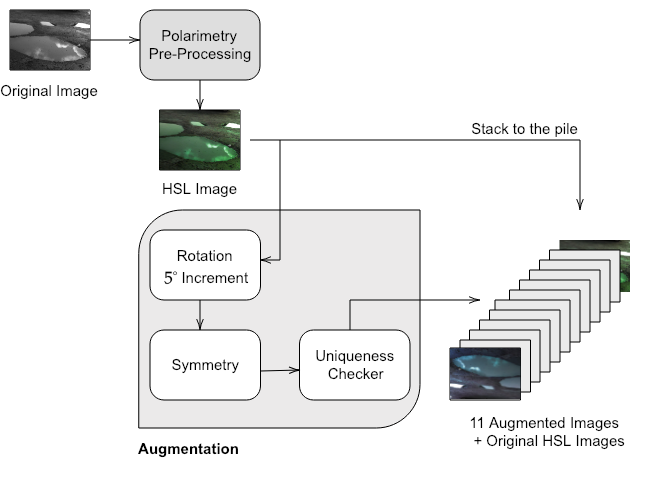 Original Image
Polarimetry
Pre-Processing
HSL Image
Stack to the pile
Rotation
5° Increment
Symmetry
Uniqueness
Checker
Augmentation
11 Augmented Images
+ Original HSL Images